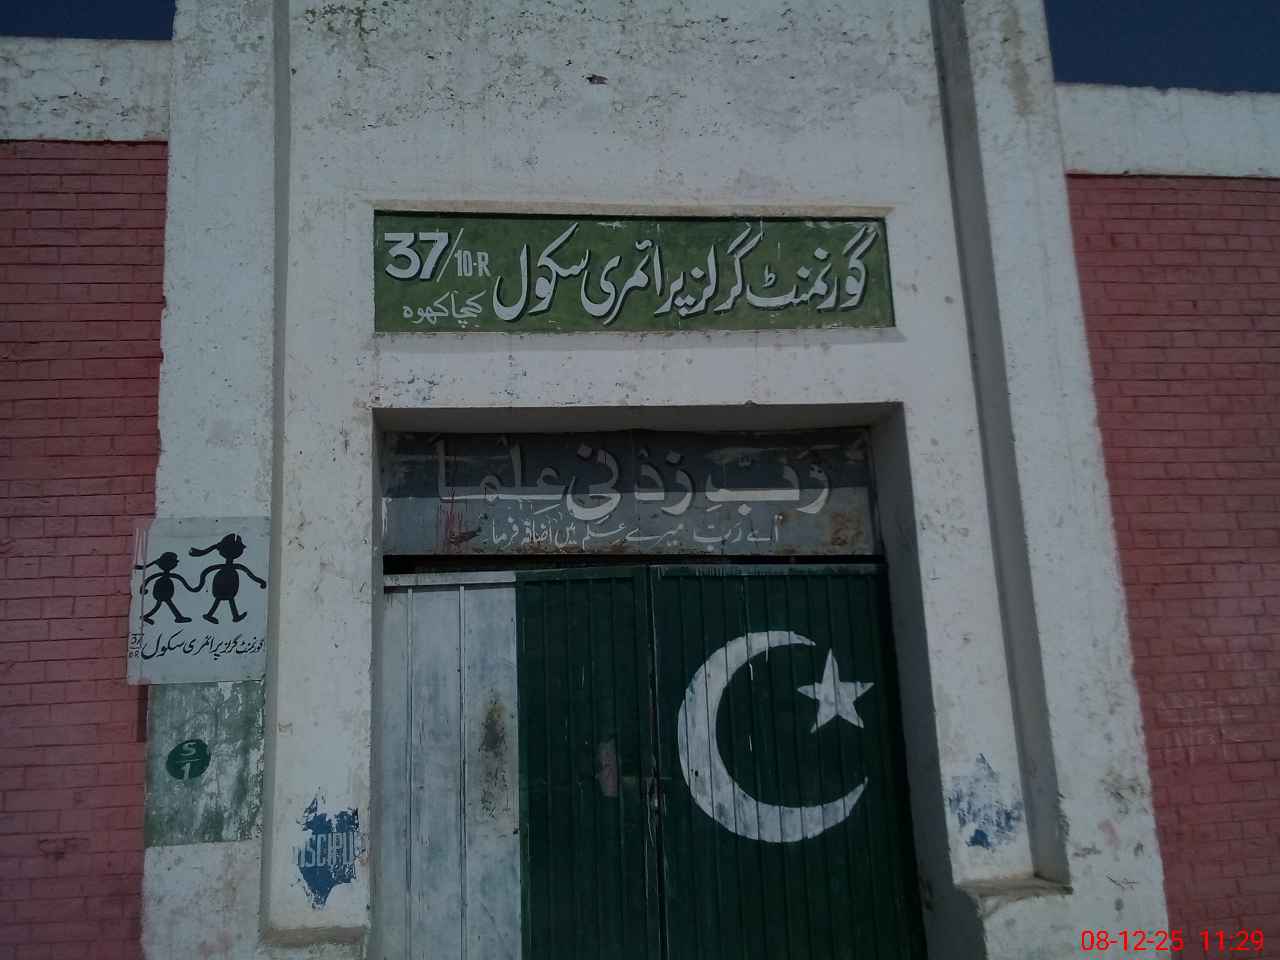 گورنمنٹ گرلز پرائمری سکول 37/10-R
کچا کھوہ
رَبِّ زِدْنِی عِلْماً
اے رَبّ میرے علم میں اضافہ فرما
گورنمنٹ گرلز پرائمری سکول
S/1
08-12-25 11:29